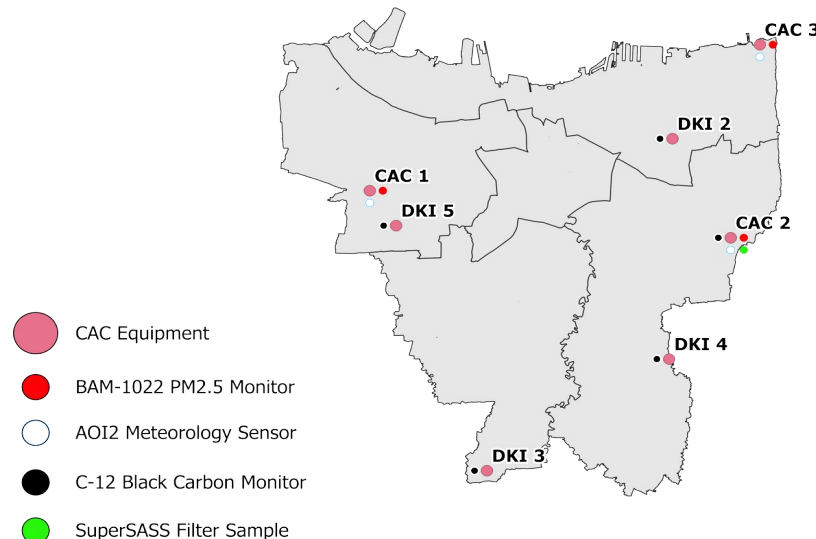 CAC 3
DKI 2
CAC 1
DKI 5
CAC 2
DKI 4
DKI 3
CAC Equipment
BAM-1022 PM2.5 Monitor
AOI2 Meteorology Sensor
C-12 Black Carbon Monitor
SuperSASS Filter Sample